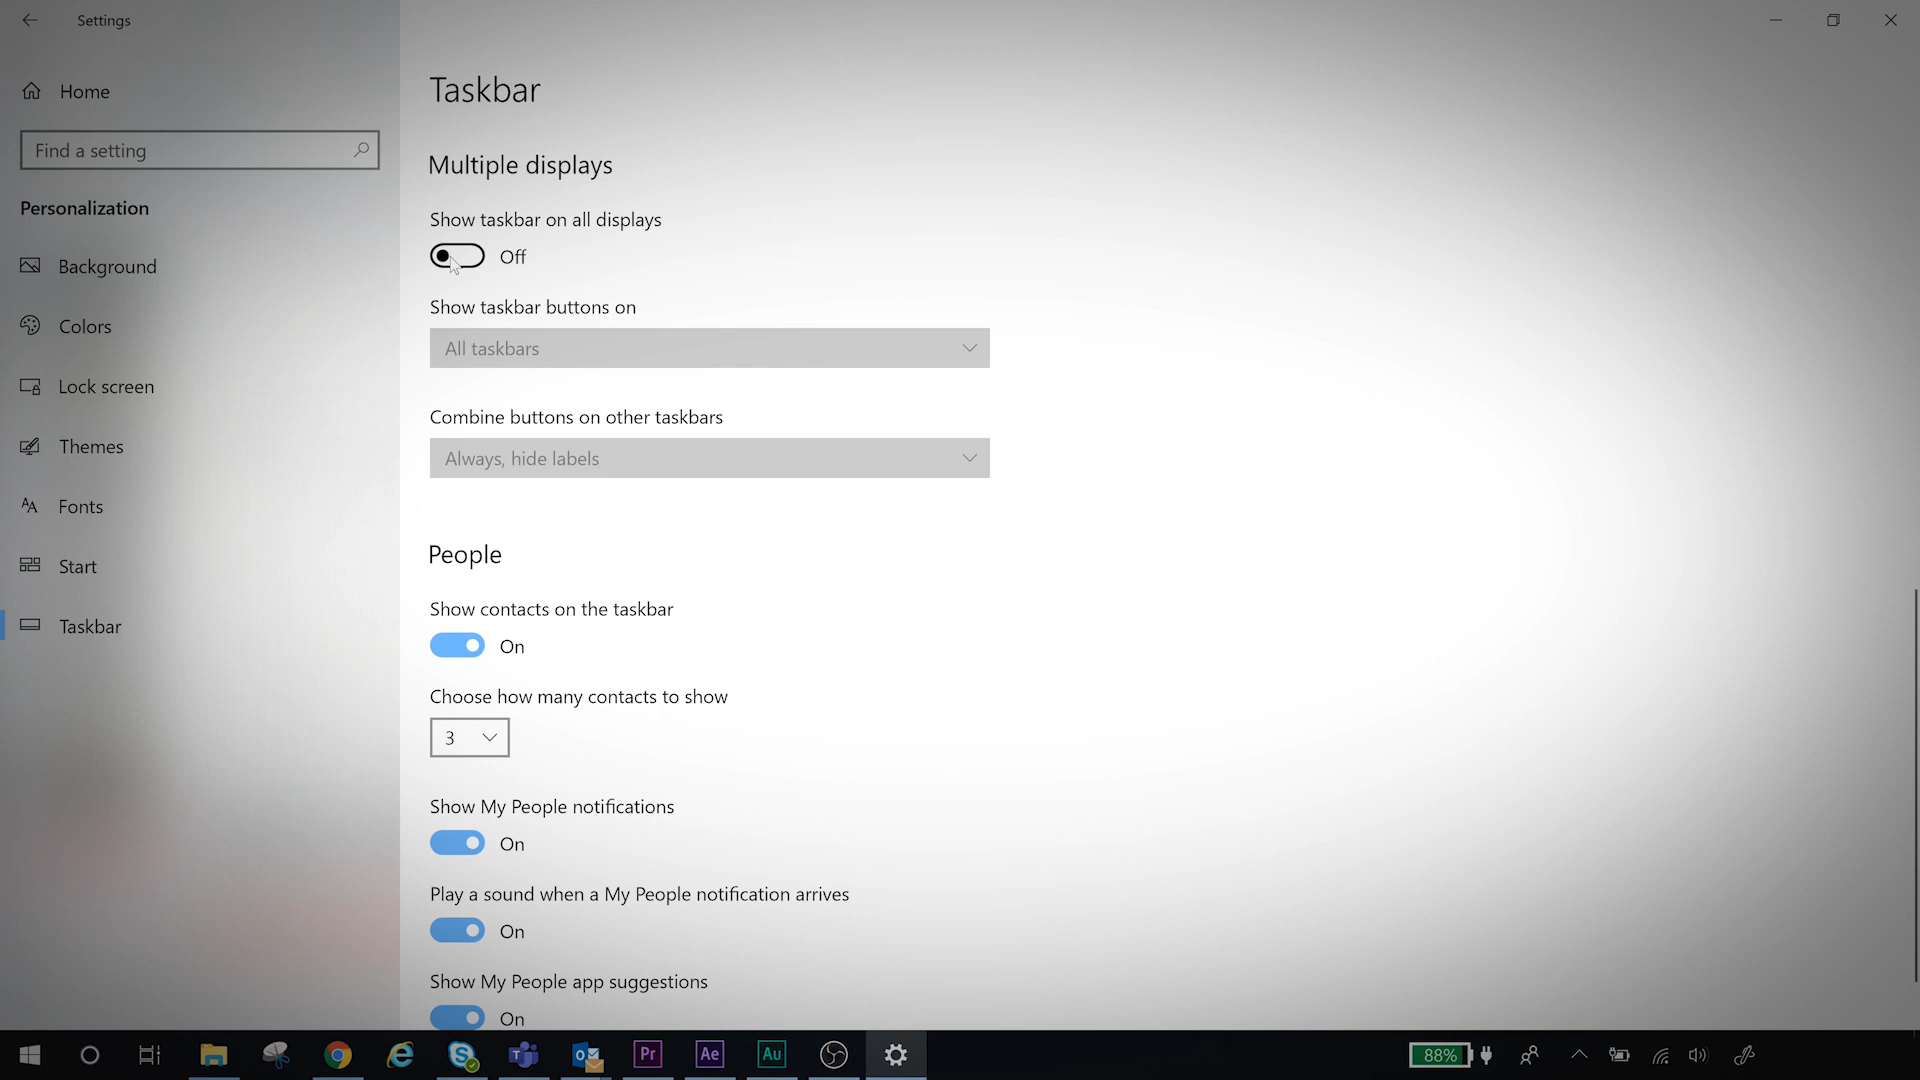 Settings
Home
Find a setting
Personalization
Background
Colors
Lock screen
Themes
Fonts
Start
Taskbar
Taskbar
Multiple displays
Show taskbar on all displays
Off
Show taskbar buttons on
All taskbars
Combine buttons on other taskbars
Always, hide labels
People
Show contacts on the taskbar
On
Choose how many contacts to show
3
Show My People notifications
On
Play a sound when a My People notification arrives
On
Show My People app suggestions
On
Pr
Ae
Au
88%